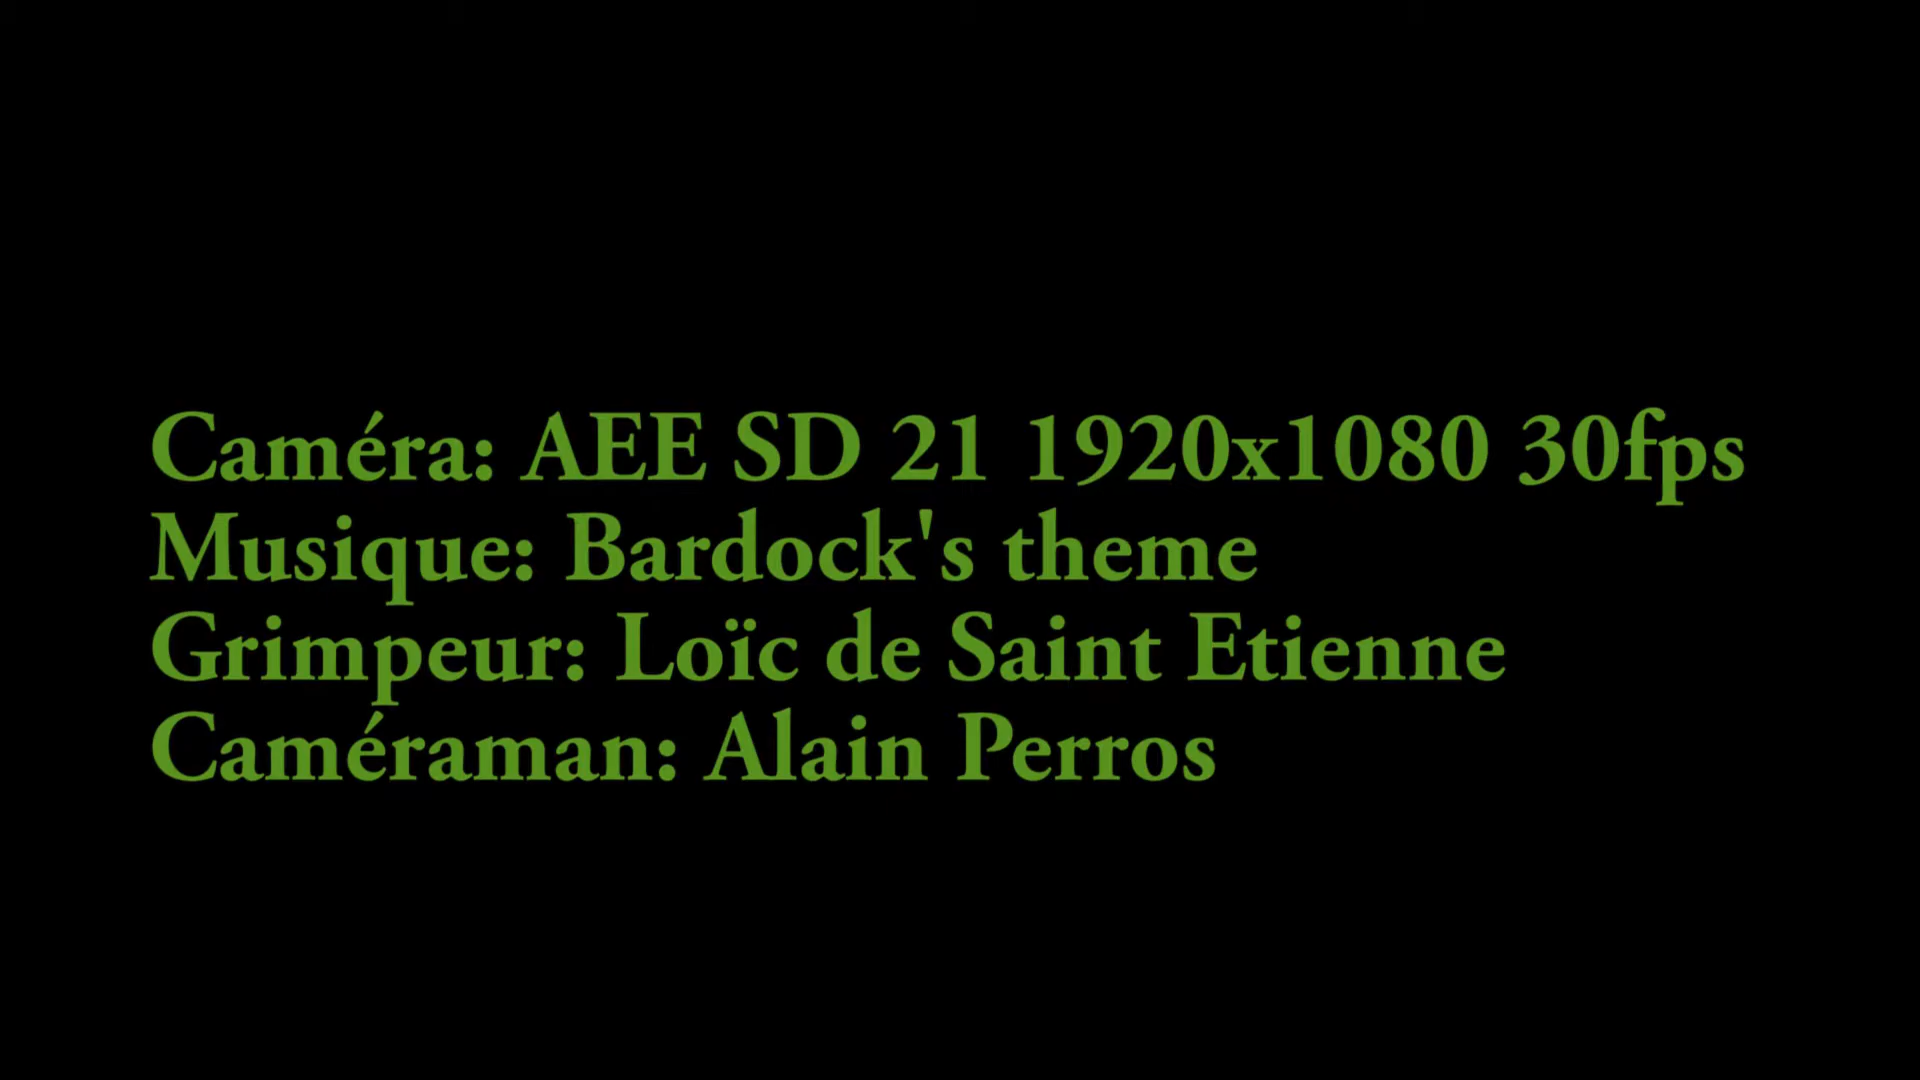 Caméra: AEE SD 21 1920x1080 30fps
Musique: Bardock's theme
Grimpeur: Loïc de Saint Etienne
Caméraman: Alain Perros